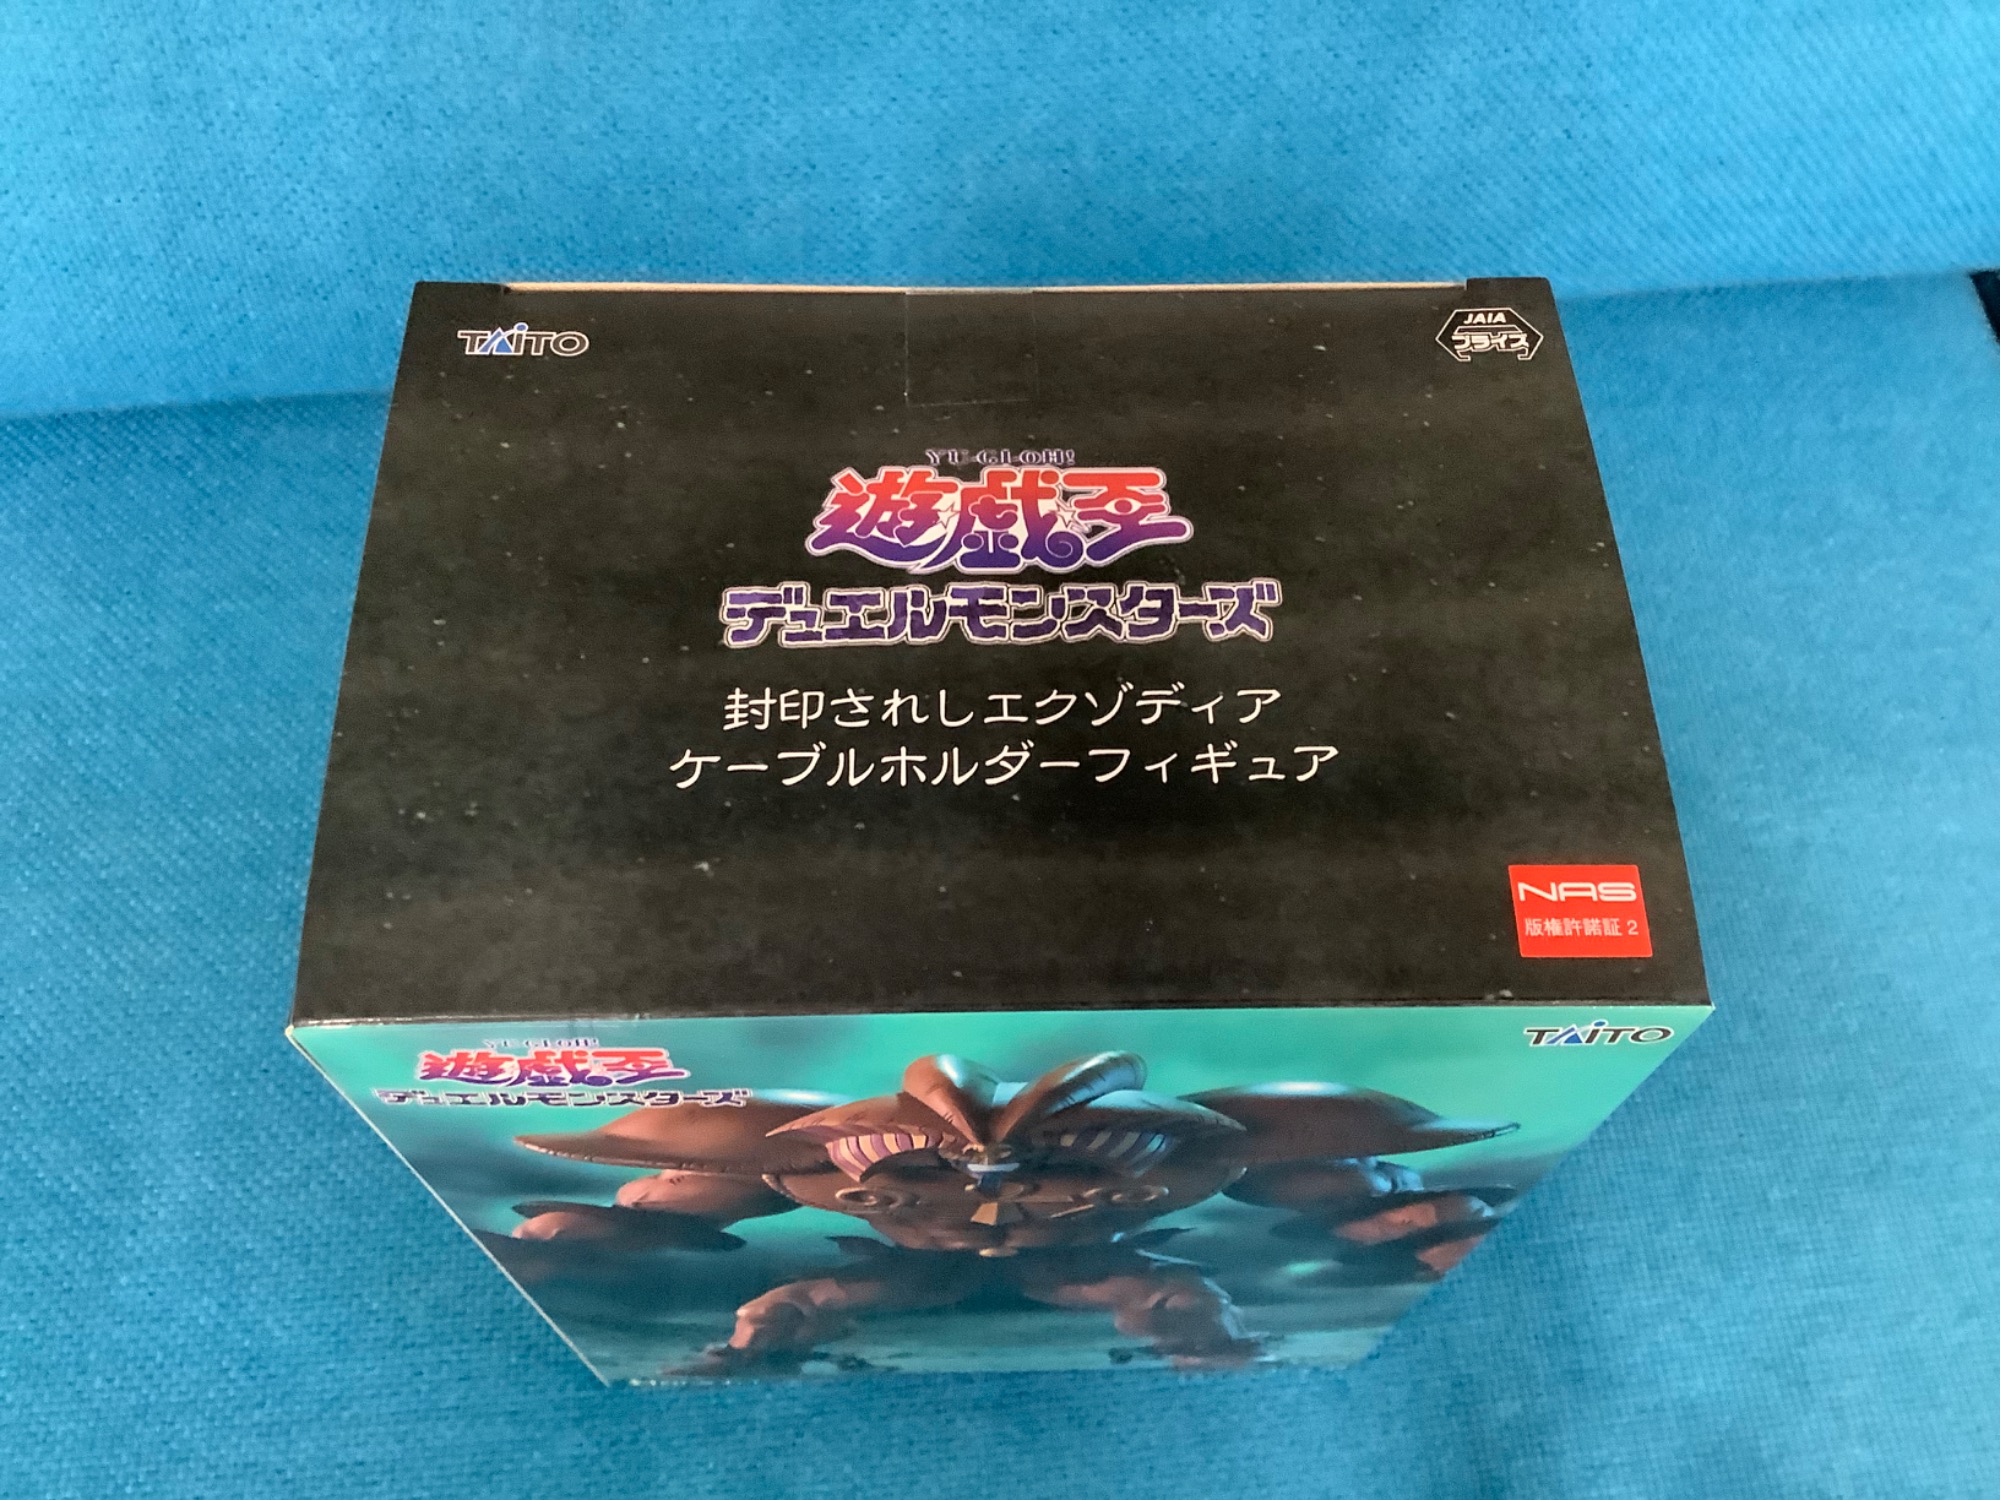 TAiTO
JAIA
プライズ
YU-GI-OH!
遊戯王
デュエルモンスターズ
封印されしエクゾディア
ケーブルホルダーフィギュア
NAS
版権許諾証2
YU-GI-OH!
遊戯王
デュエルモンスターズ
TAiTO